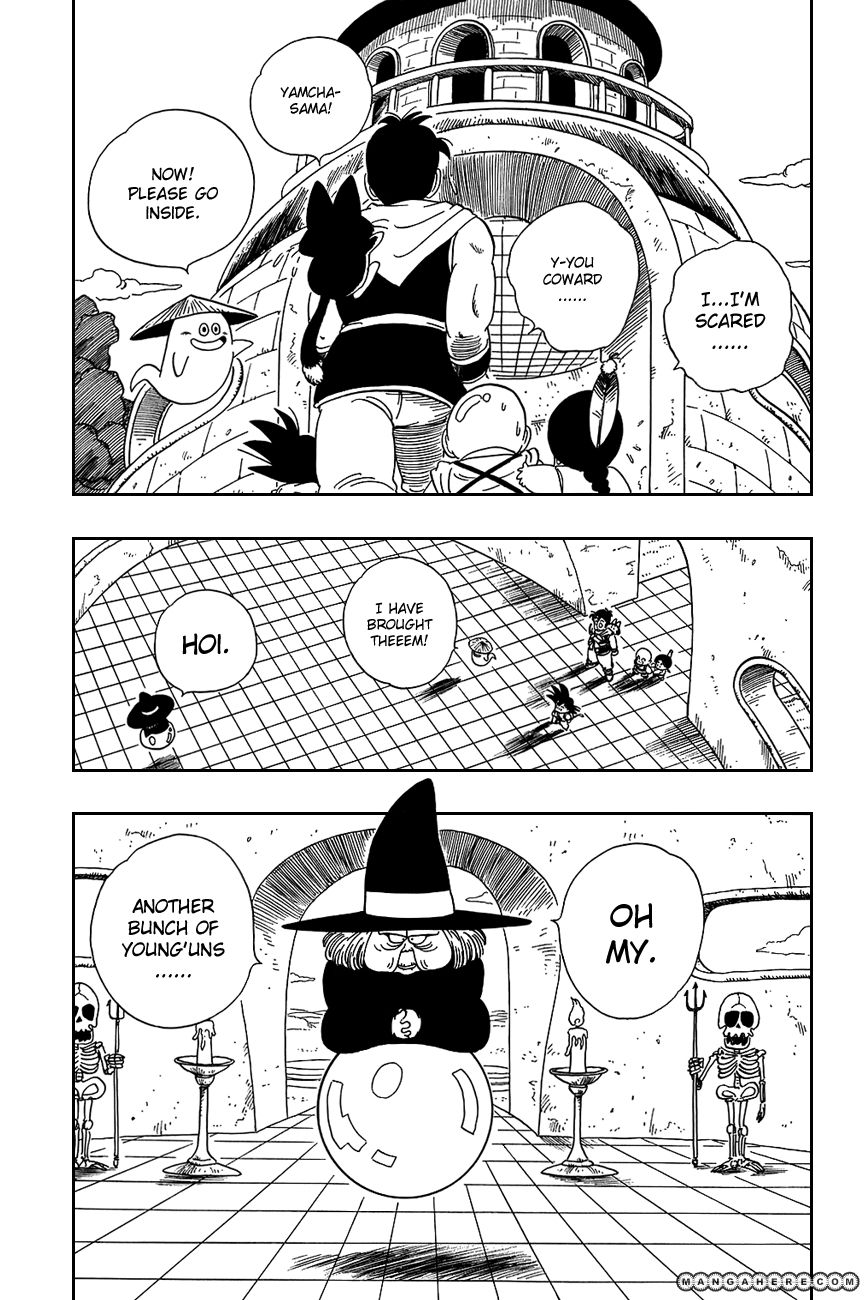 I...I'M
SCARED
......
Y-YOU
COWARD
......
YAMCHA-
SAMA!
NOW!
PLEASE GO
INSIDE.
I HAVE
BROUGHT
THEEEM!
HOI.
OH
MY.
ANOTHER
BUNCH OF
YOUNG'UNS
......
MANGAHERE.COM